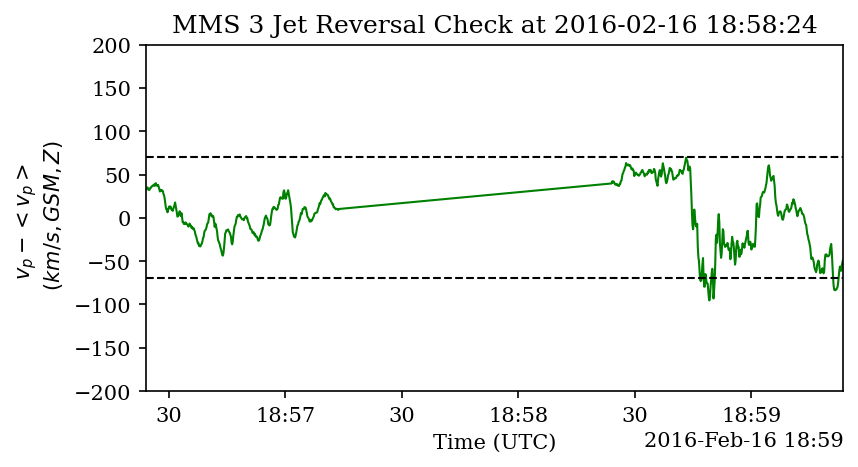 MMS 3 Jet Reversal Check at 2016-02-16 18:58:24
200
150
100
50
0
−50
−100
−150
−200
v_p − < v_p >
(km/s, GSM, Z)
30 18:57 30 18:58 30 18:59
Time (UTC)
2016-Feb-16 18:59